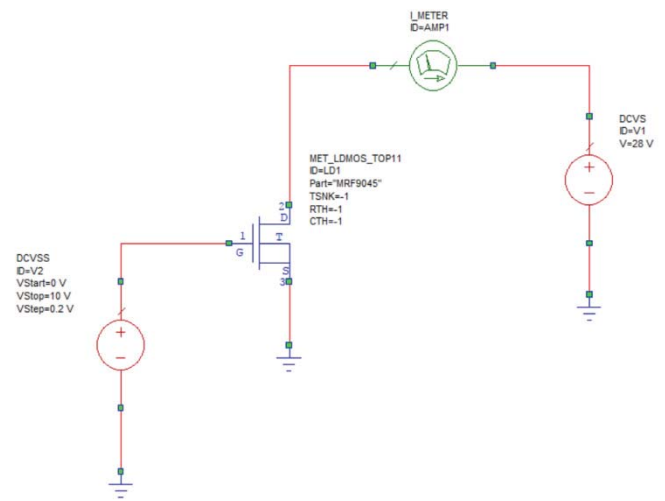 I_METER
ID=AMP1
DCVS
ID=V1
V=28 V
MET_LDMOS_TOP11
ID=LD1
Part="MRF9045"
TSNK=-1
RTH=-1
CTH=-1
2
D
1
T
G
S
3
DCVSS
ID=V2
VStart=0 V
VStop=10 V
VStep=0.2 V